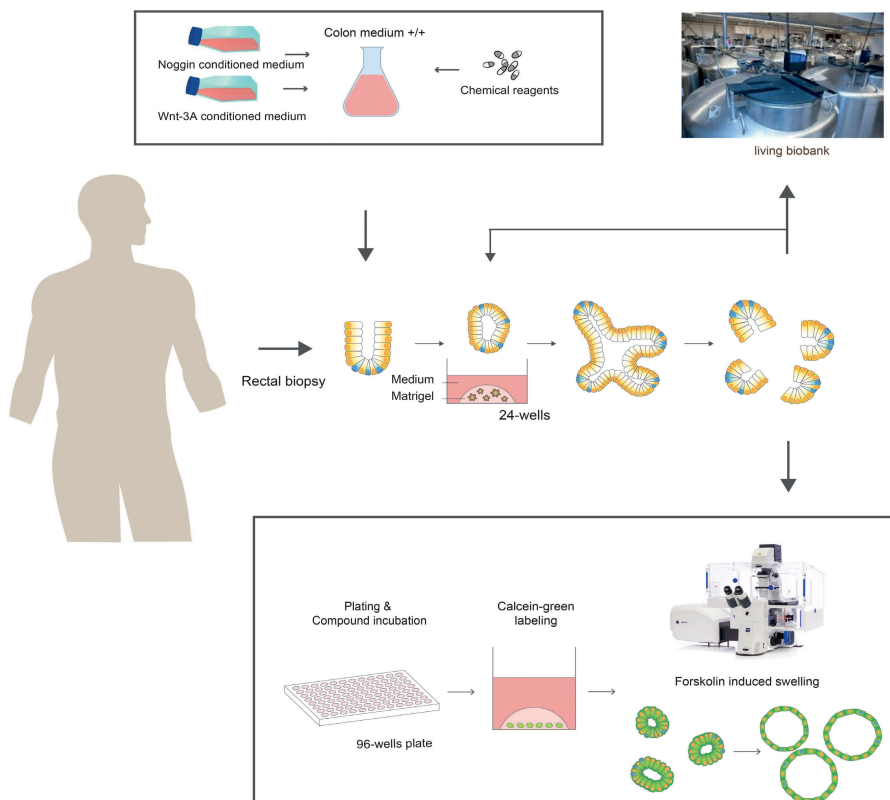 Colon medium +/+
Noggin conditioned medium
Chemical reagents
Wnt-3A conditioned medium
living biobank
Rectal biopsy
Medium
Matrigel
24-wells
Plating &
Compound incubation
Calcein-green
labeling
Forskolin induced swelling
96-wells plate